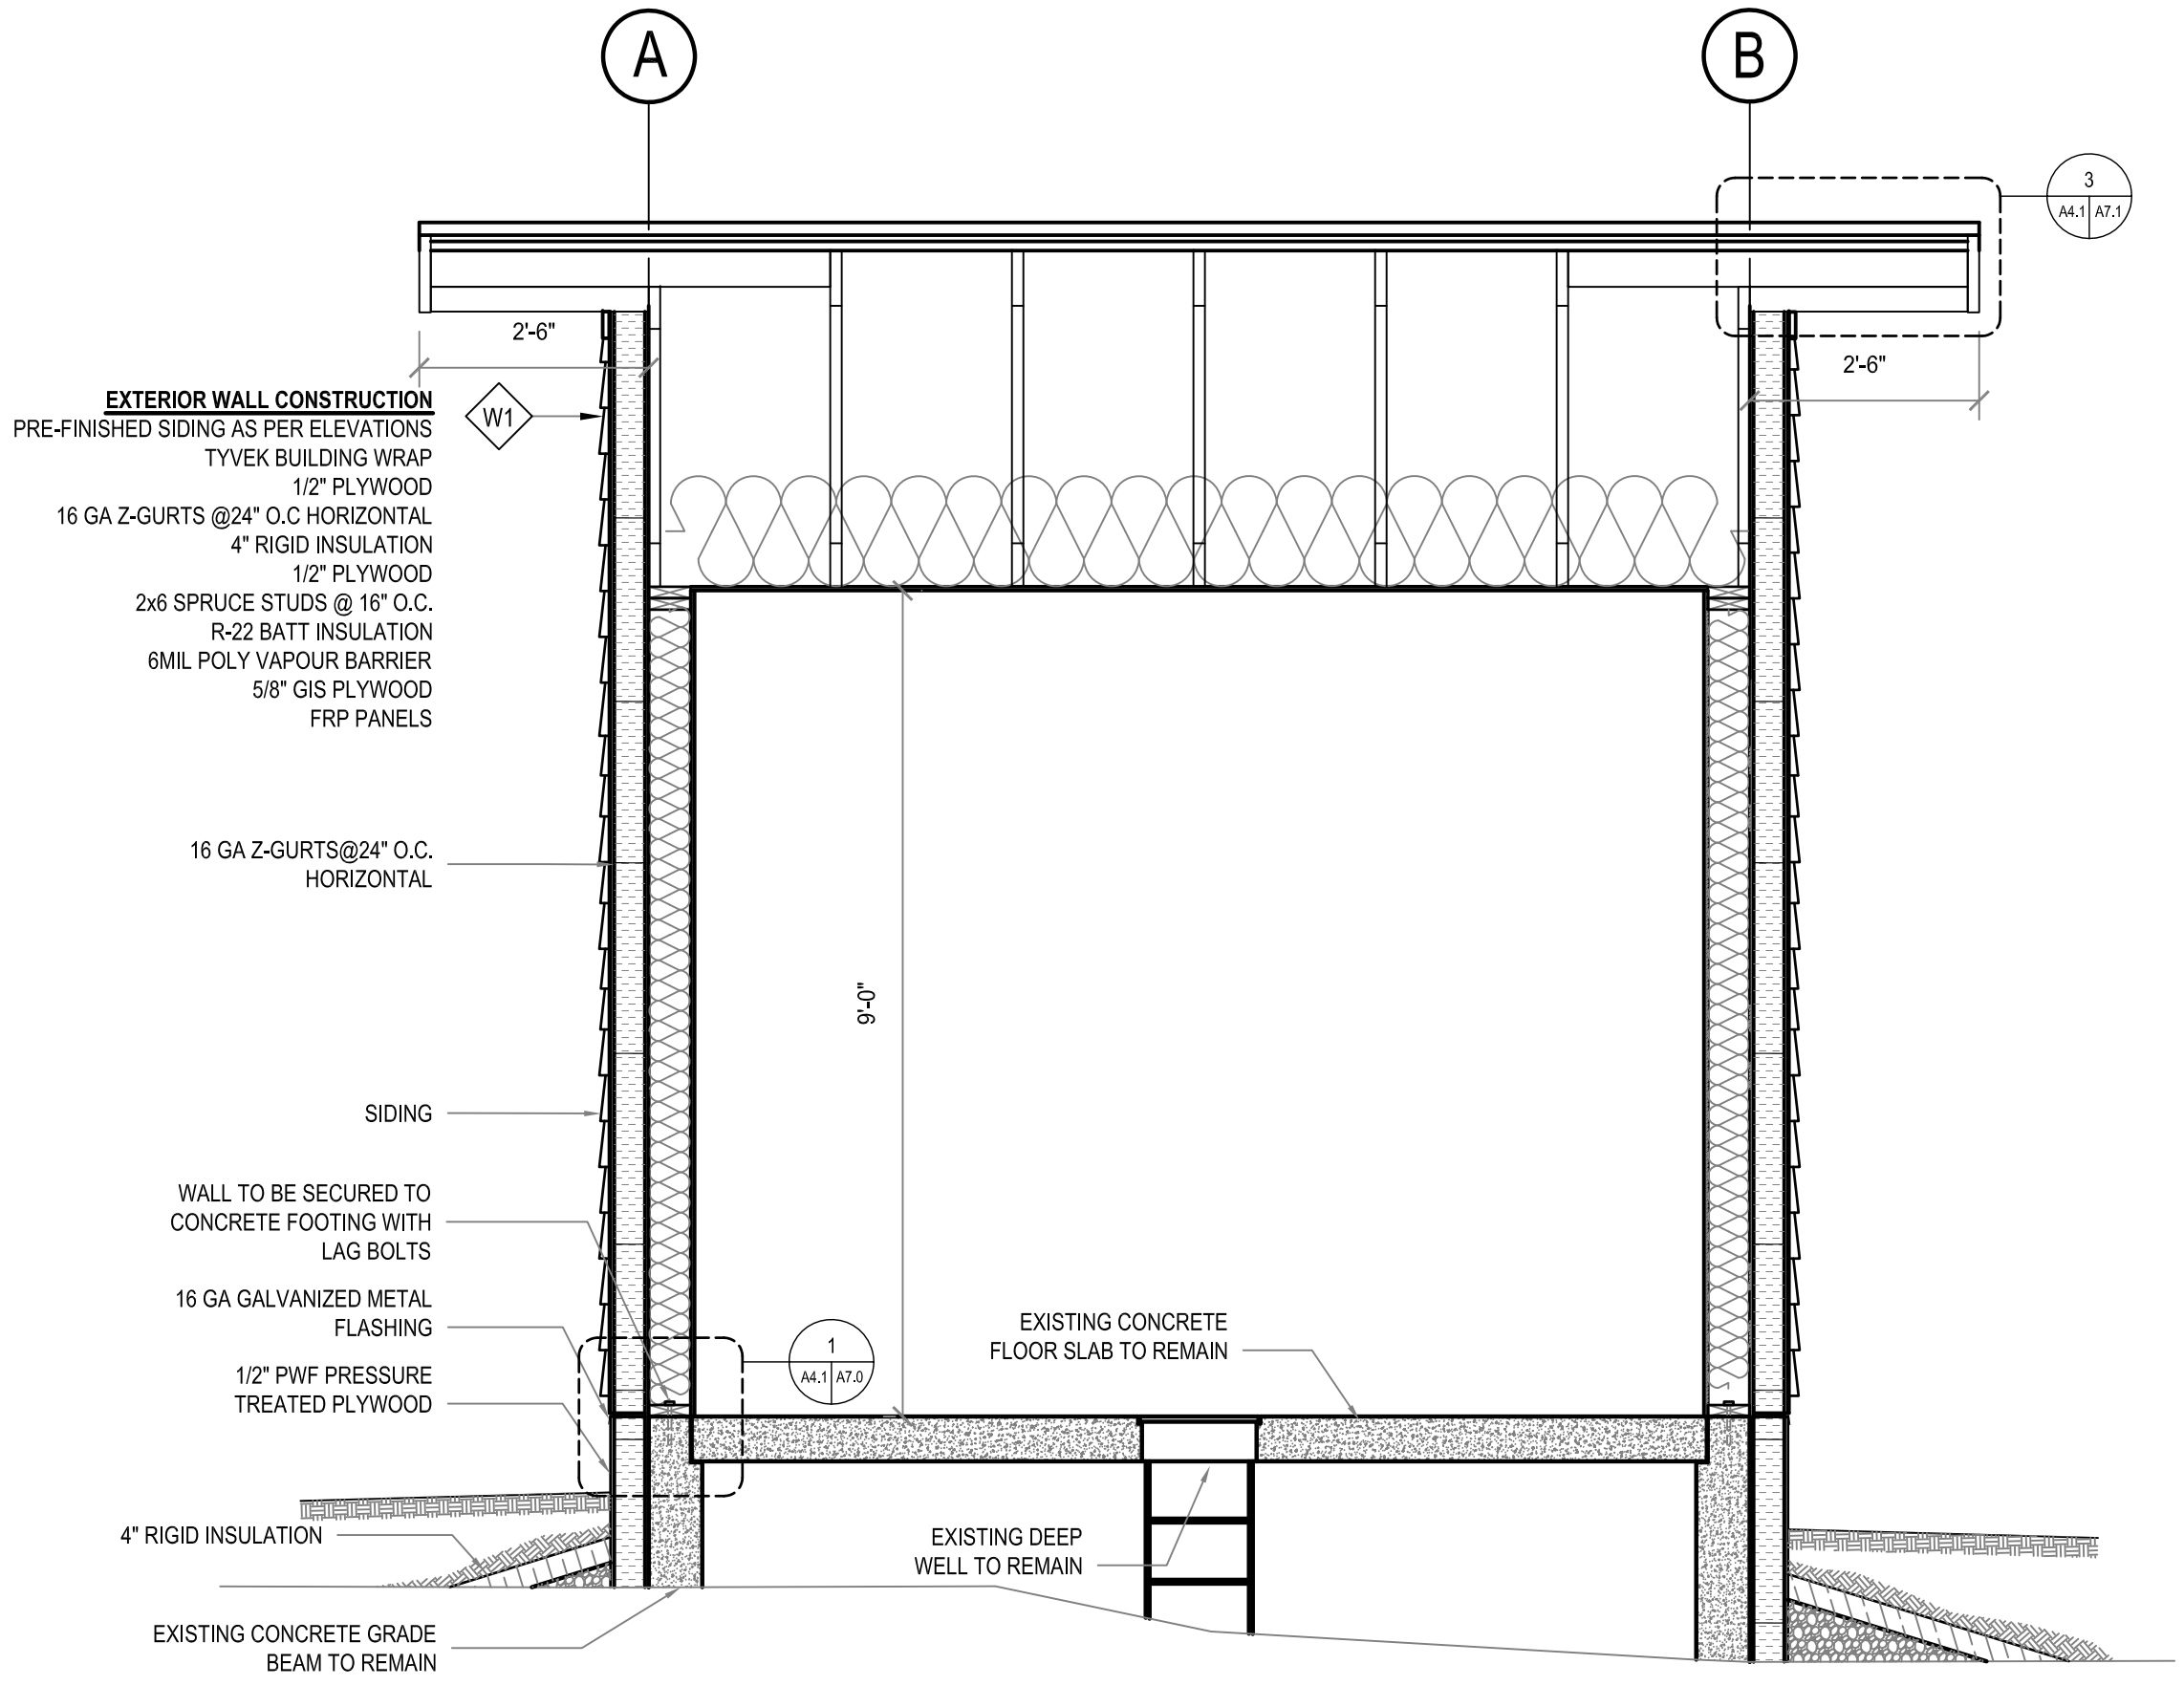 A
B
3
A4.1 A7.1
2'-6"
2'-6"
EXTERIOR WALL CONSTRUCTION
PRE-FINISHED SIDING AS PER ELEVATIONS
TYVEK BUILDING WRAP
1/2" PLYWOOD
16 GA Z-GURTS @24" O.C HORIZONTAL
4" RIGID INSULATION
1/2" PLYWOOD
2x6 SPRUCE STUDS @ 16" O.C.
R-22 BATT INSULATION
6MIL POLY VAPOUR BARRIER
5/8" GIS PLYWOOD
FRP PANELS
W1
16 GA Z-GURTS@24" O.C.
HORIZONTAL
9'-0"
SIDING
WALL TO BE SECURED TO
CONCRETE FOOTING WITH
LAG BOLTS
16 GA GALVANIZED METAL
FLASHING
1/2" PWF PRESSURE
TREATED PLYWOOD
1
A4.1 A7.0
EXISTING CONCRETE
FLOOR SLAB TO REMAIN
4" RIGID INSULATION
EXISTING DEEP
WELL TO REMAIN
EXISTING CONCRETE GRADE
BEAM TO REMAIN